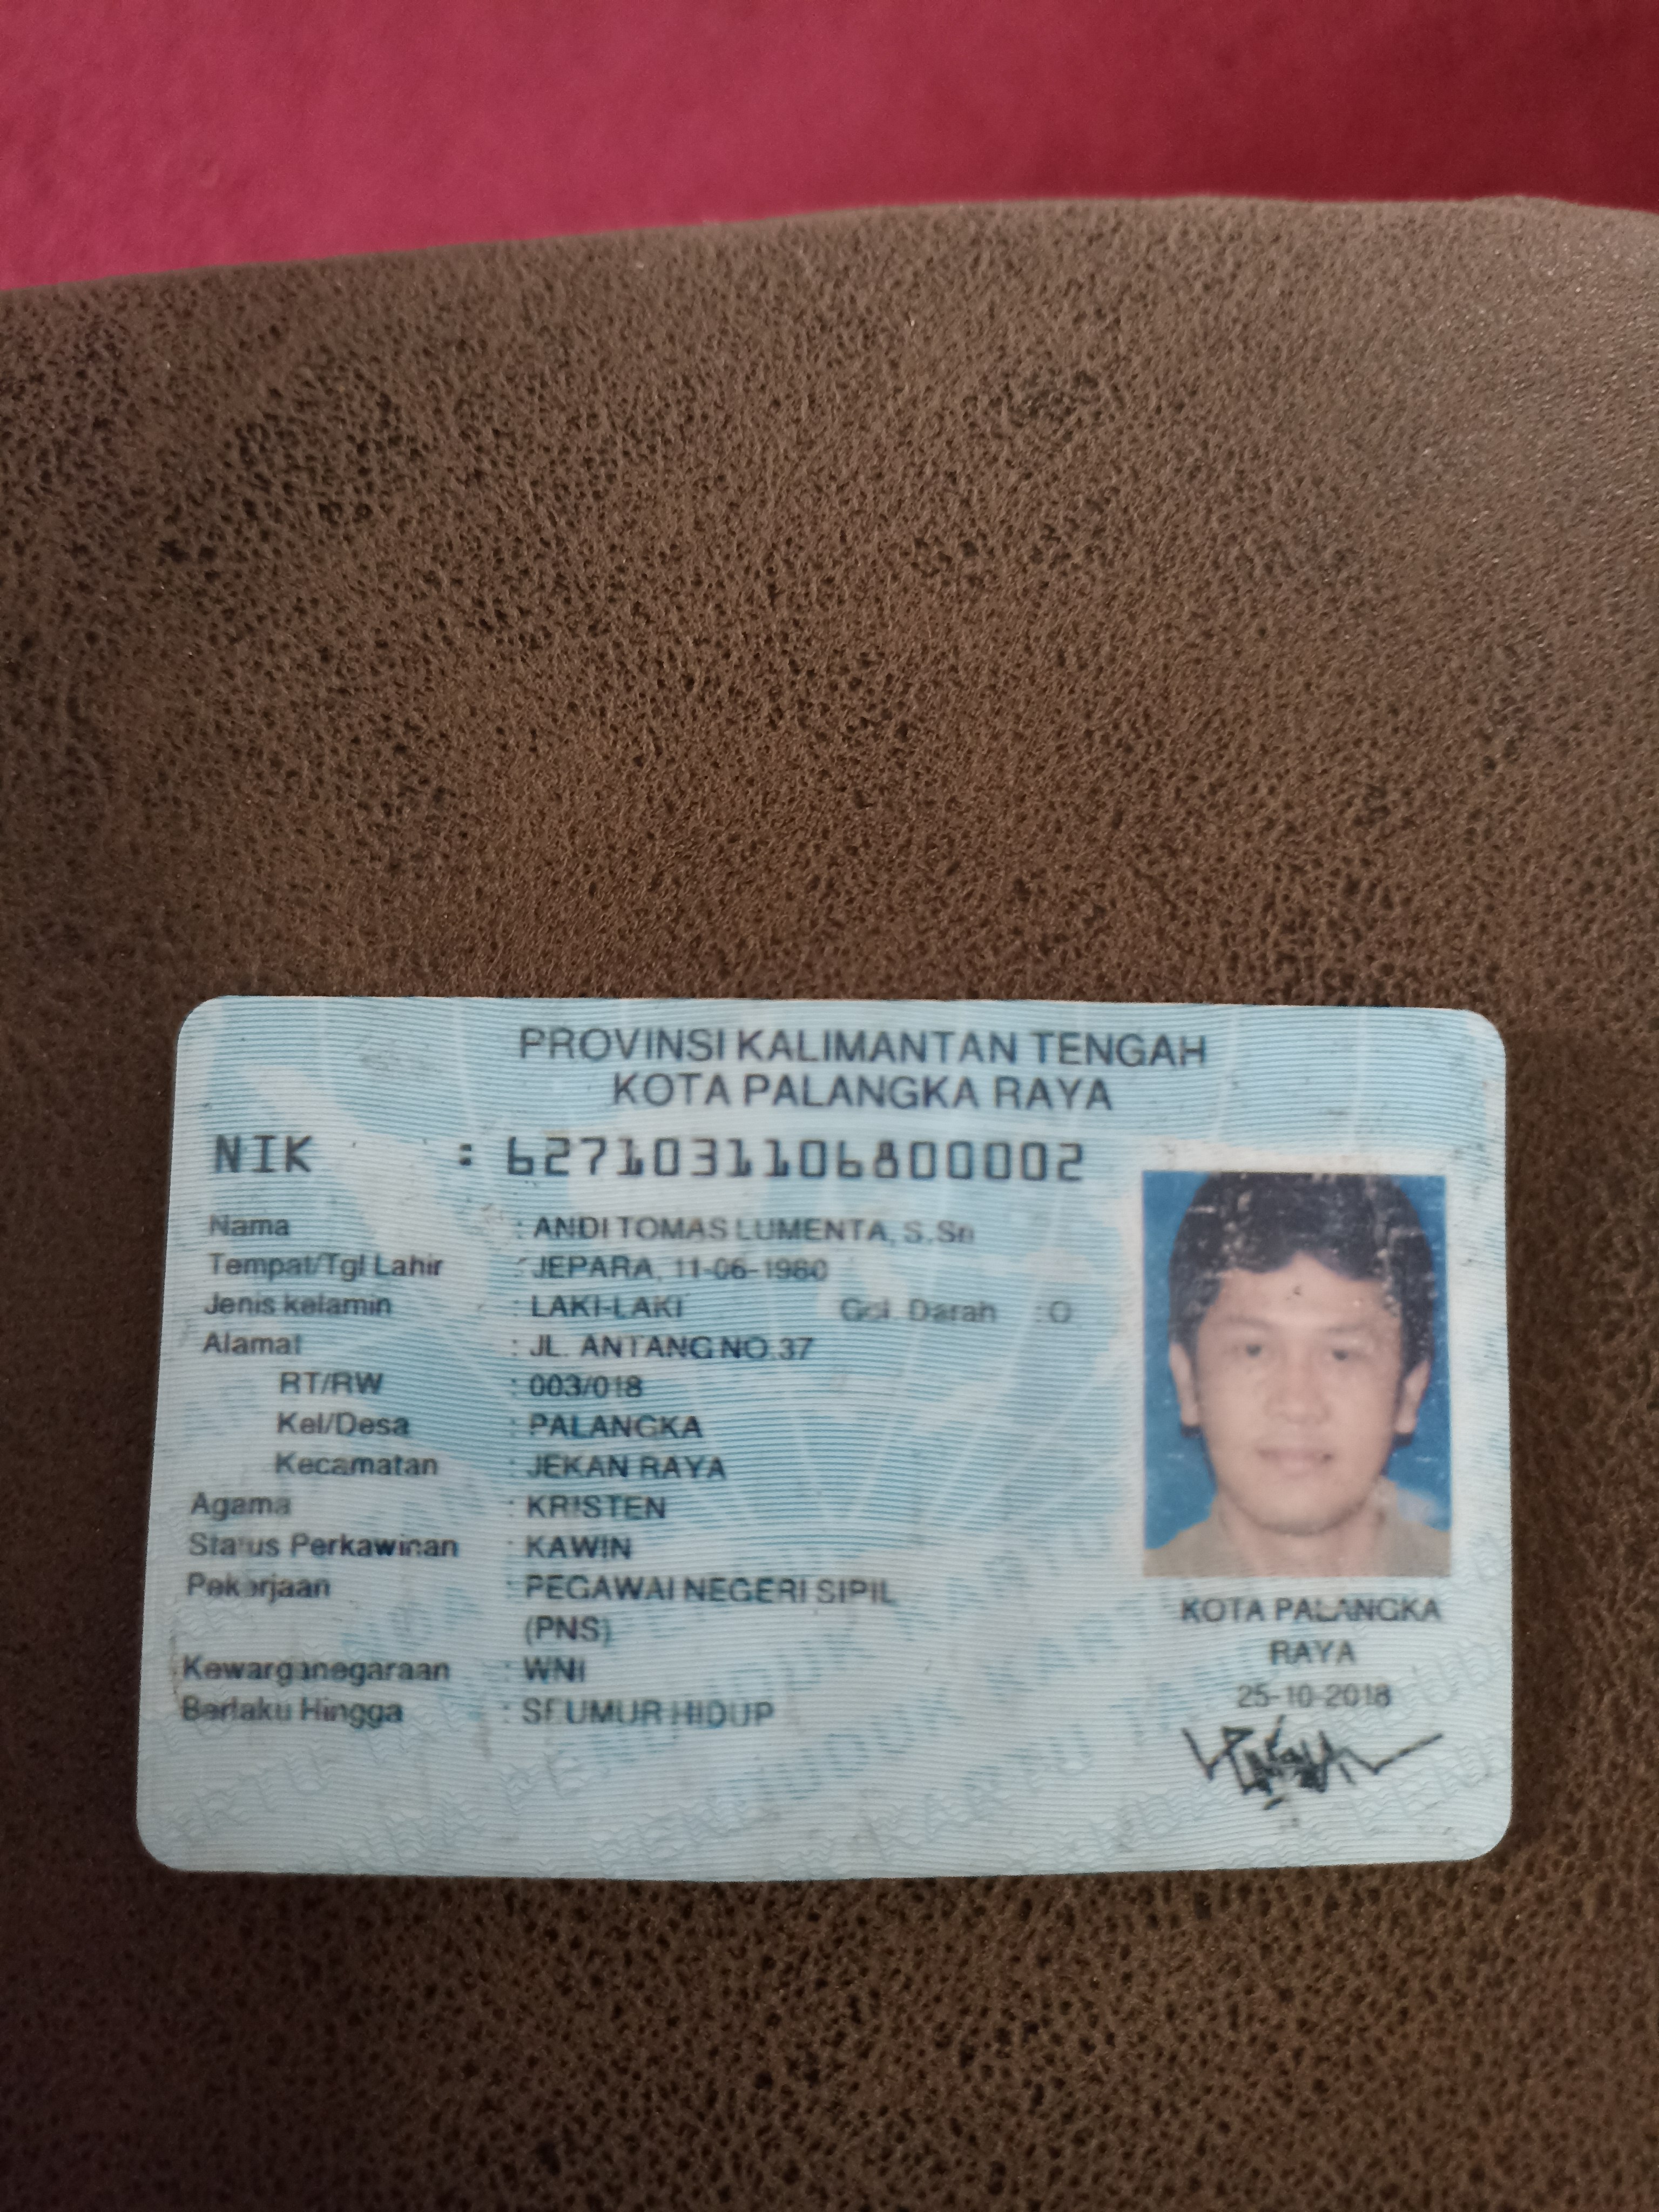 PROVINSI KALIMANTAN TENGAH
KOTA PALANGKA RAYA
NIK : 6271031106800002
Nama : ANDI TOMAS LUMENTA, S.Sn
Tempat/Tgl Lahir : JEPARA, 11-06-1980
Jenis kelamin : LAKI-LAKI Gol. Darah : O
Alamat : JL. ANTANG NO.37
RT/RW : 003/018
Kel/Desa : PALANGKA
Kecamatan : JEKAN RAYA
Agama : KRISTEN
Status Perkawinan : KAWIN
Pekerjaan : PEGAWAI NEGERI SIPIL
(PNS)
Kewarganegaraan : WNI
Berlaku Hingga : SEUMUR HIDUP
KOTA PALANGKA
RAYA
25-10-2018